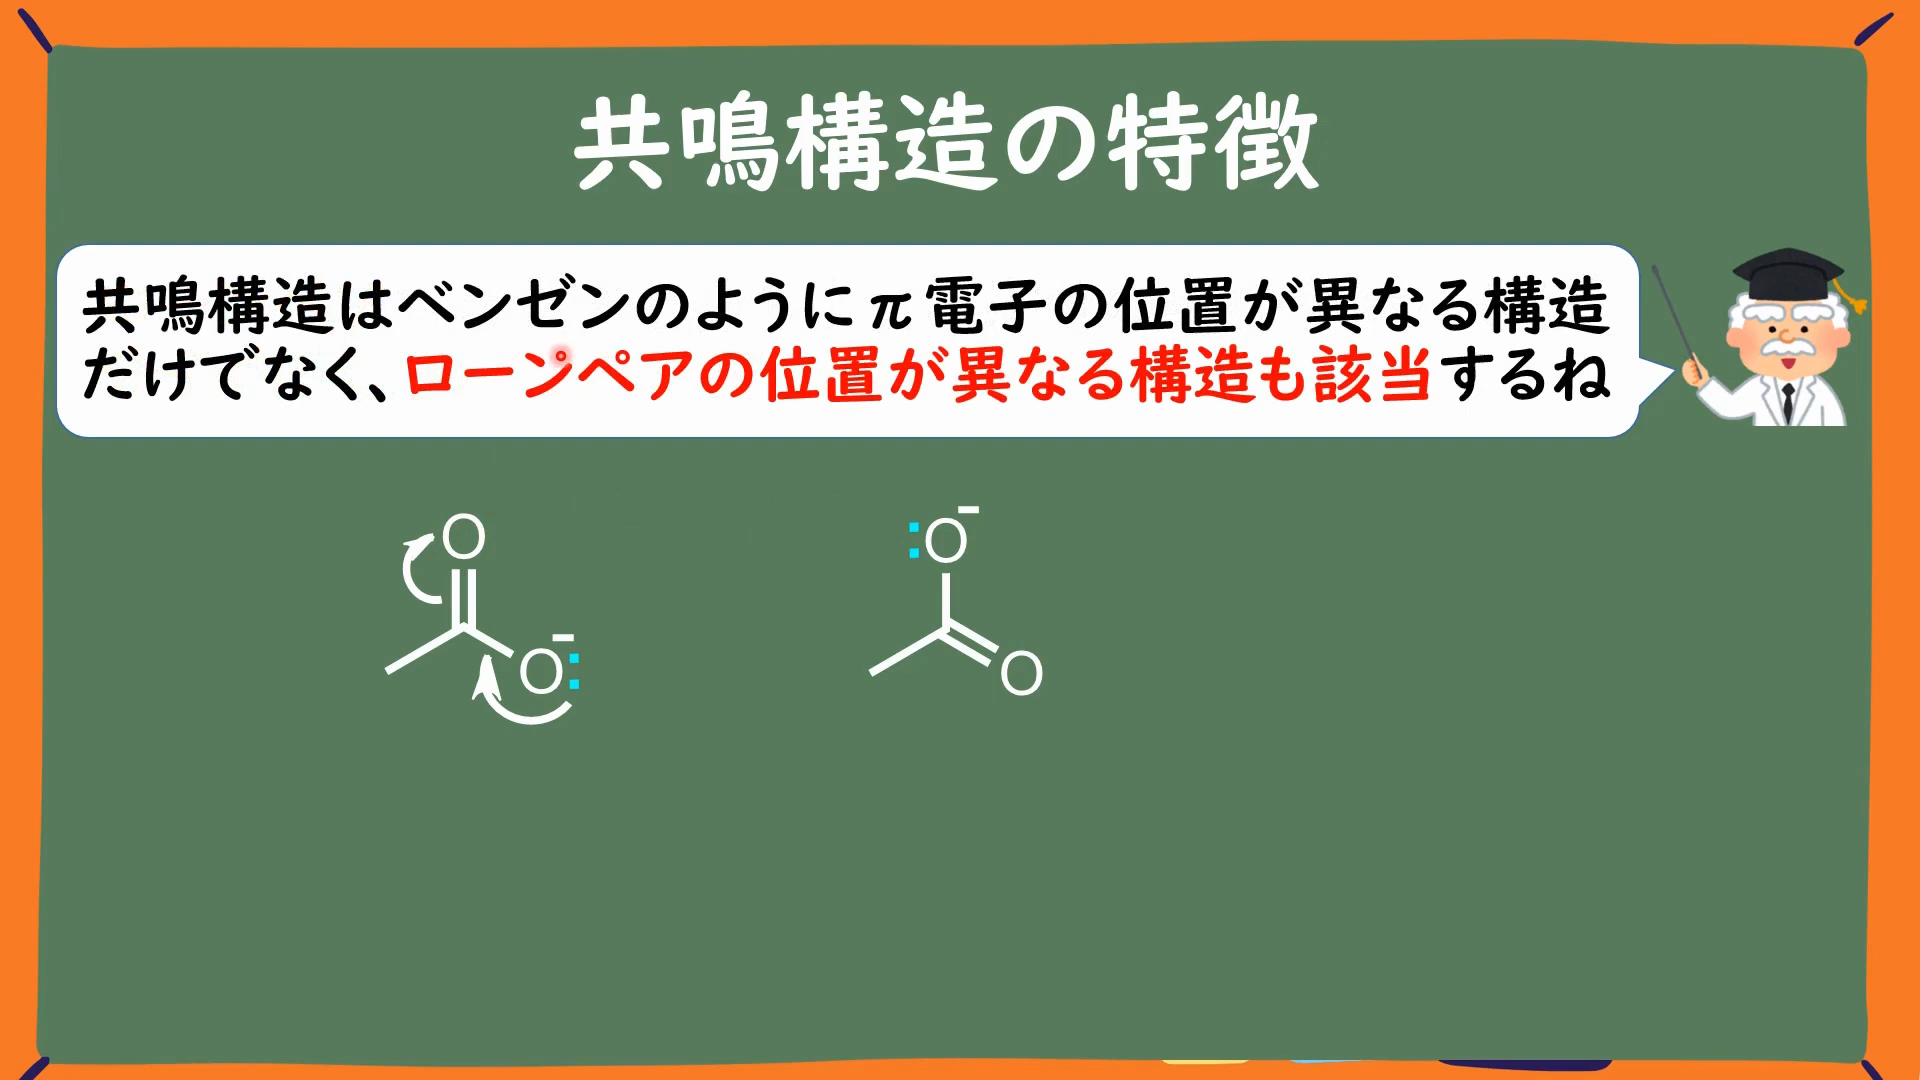 共鳴構造の特徴
共鳴構造はベンゼンのようにπ電子の位置が異なる構造
だけでなく、ローンペアの位置が異なる構造も該当するね
O
O:⁻
:O⁻
O